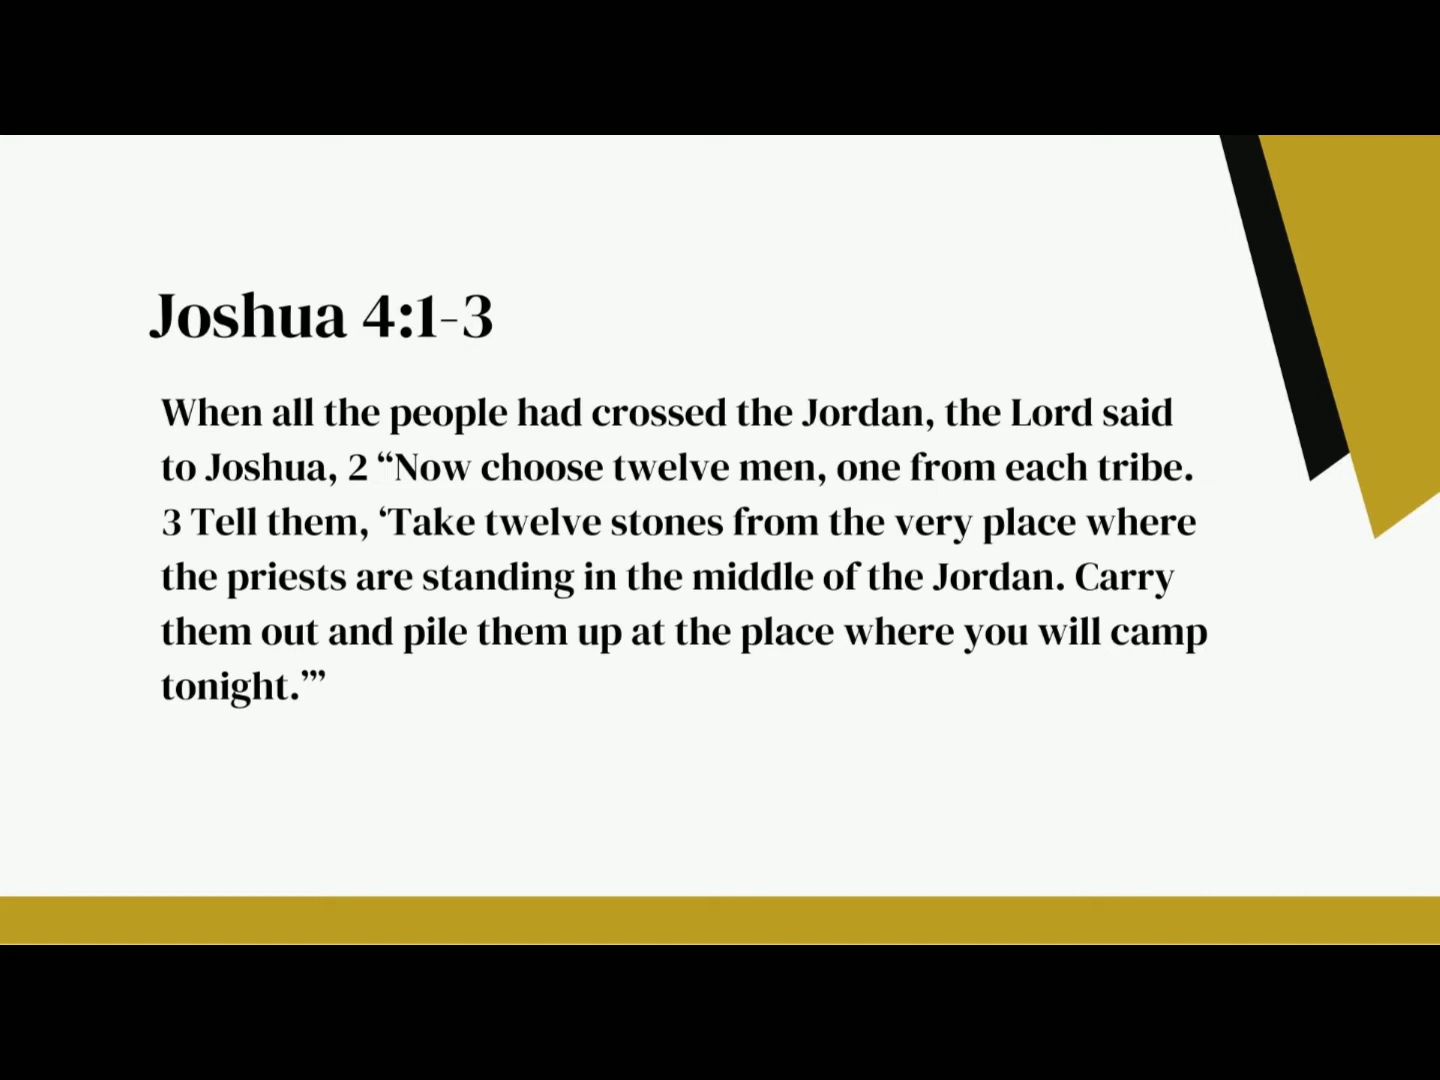 Joshua 4:1-3
When all the people had crossed the Jordan, the Lord said
to Joshua, 2 “Now choose twelve men, one from each tribe.
3 Tell them, ‘Take twelve stones from the very place where
the priests are standing in the middle of the Jordan. Carry
them out and pile them up at the place where you will camp
tonight.’”